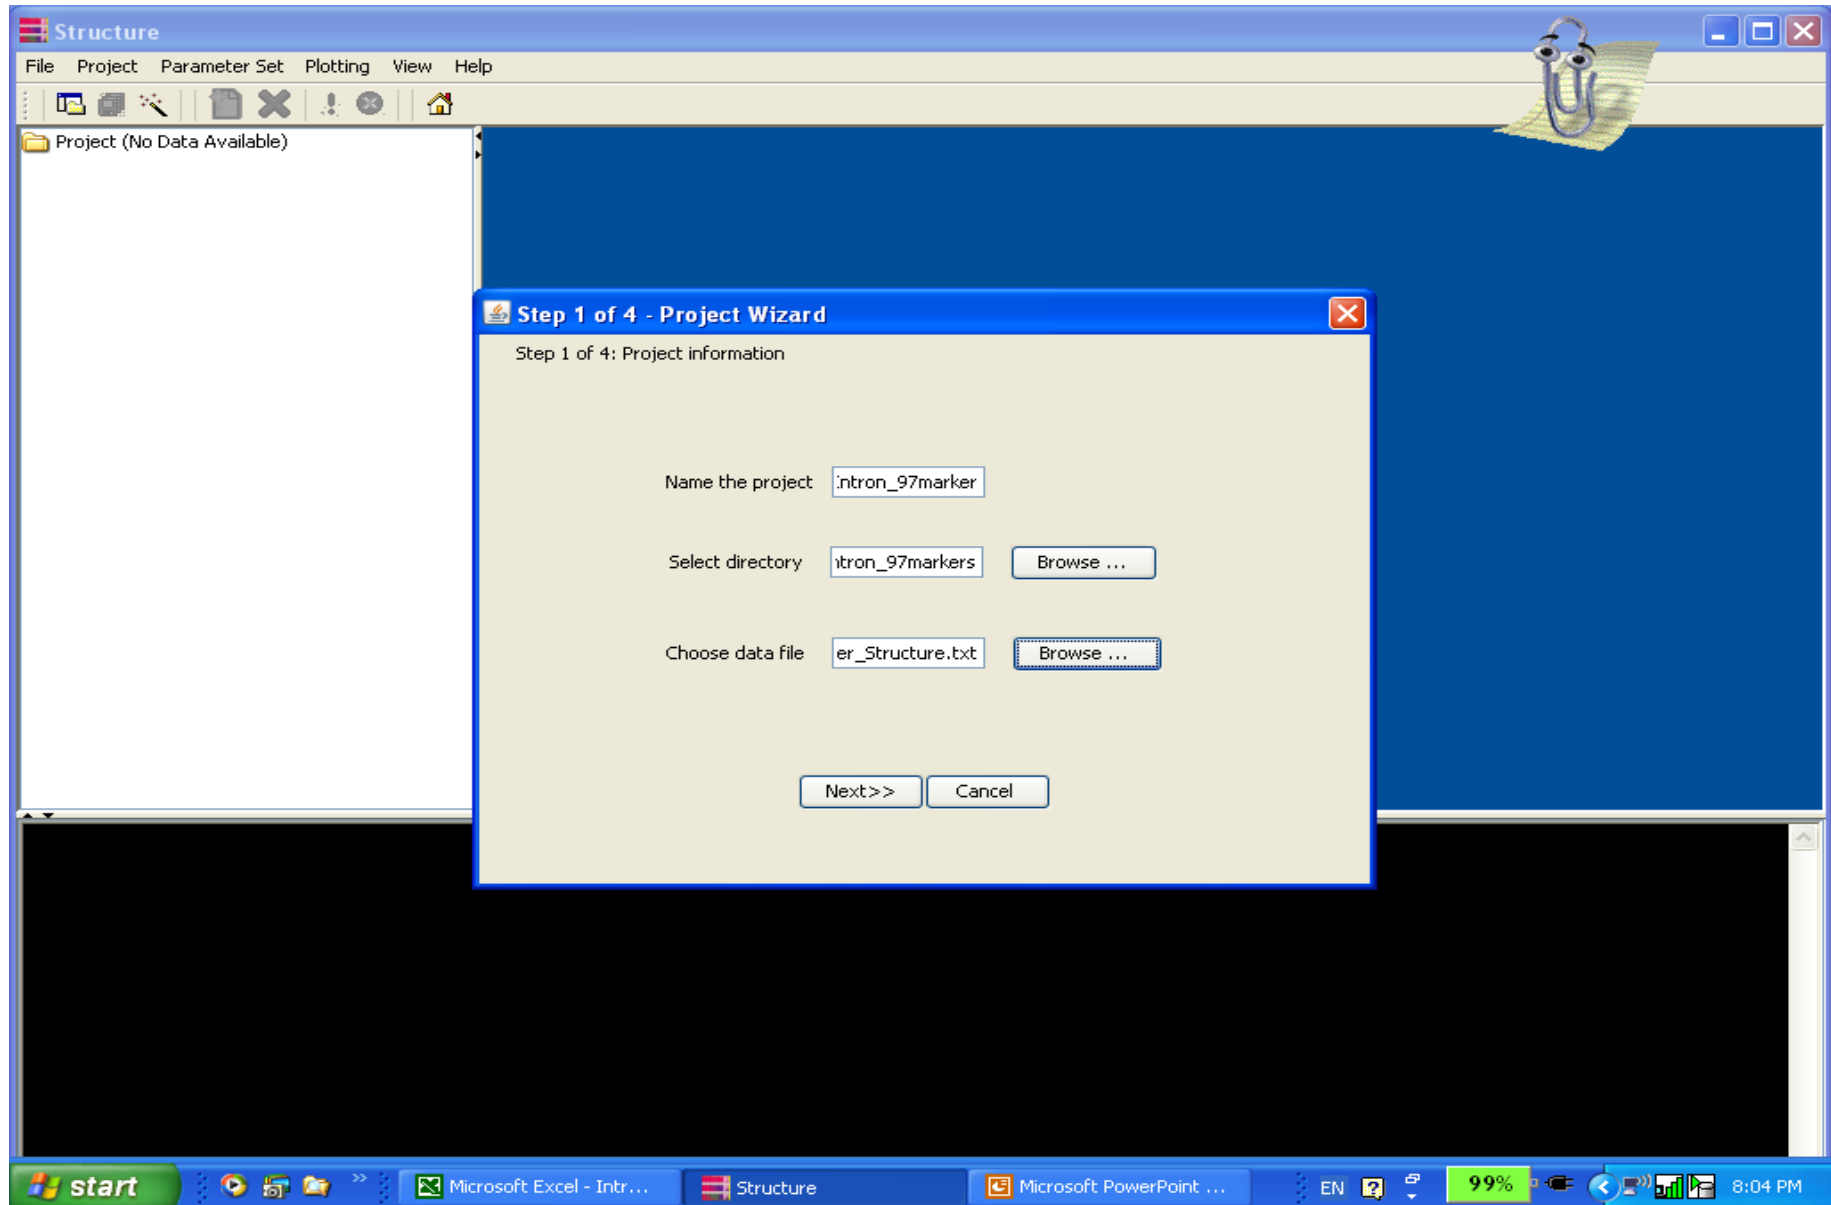 Structure
File Project Parameter Set Plotting View Help
Project (No Data Available)
Step 1 of 4 - Project Wizard
Step 1 of 4: Project information
Name the project ntron_97marker
Select directory tron_97markers Browse ...
Choose data file er_Structure.txt Browse ...
Next>> Cancel
start Microsoft Excel - Intr... Structure Microsoft PowerPoint ... EN 99% 8:04 PM